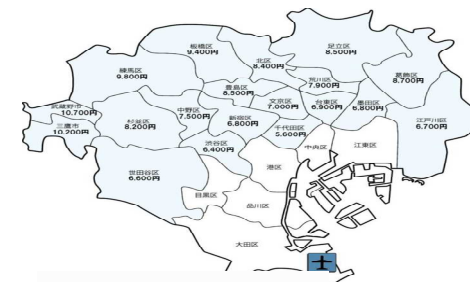 板橋区
9.400円
足立区
8.500円
北区
8.400円
練馬区
9.800円
荒川区
7.900円
葛飾区
8.700円
豊島区
8.500円
武蔵野市
10.700円
中野区
7.500円
文京区
7.000円
台東区
6.900円
墨田区
6.800円
杉並区
8.200円
新宿区
6.800円
江戸川区
6.700円
三鷹市
10.200円
千代田区
5.600円
渋谷区
6.400円
中央区
江東区
港区
世田谷区
6.600円
目黒区
品川区
大田区